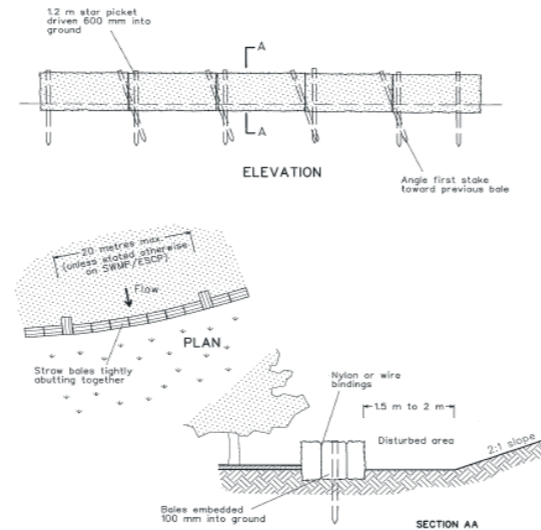 1.2 m star picket
driven 600 mm into
ground
A
A
ELEVATION
Angle first stake
toward previous bale
20 metres max.
(unless stated otherwise
on SWMP/ESCP)
Flow
PLAN
Straw bales tightly
abutting together
Nylon or wire
bindings
1.5 m to 2 m
Disturbed area
2:1 slope
Bales embedded
100 mm into ground
SECTION AA